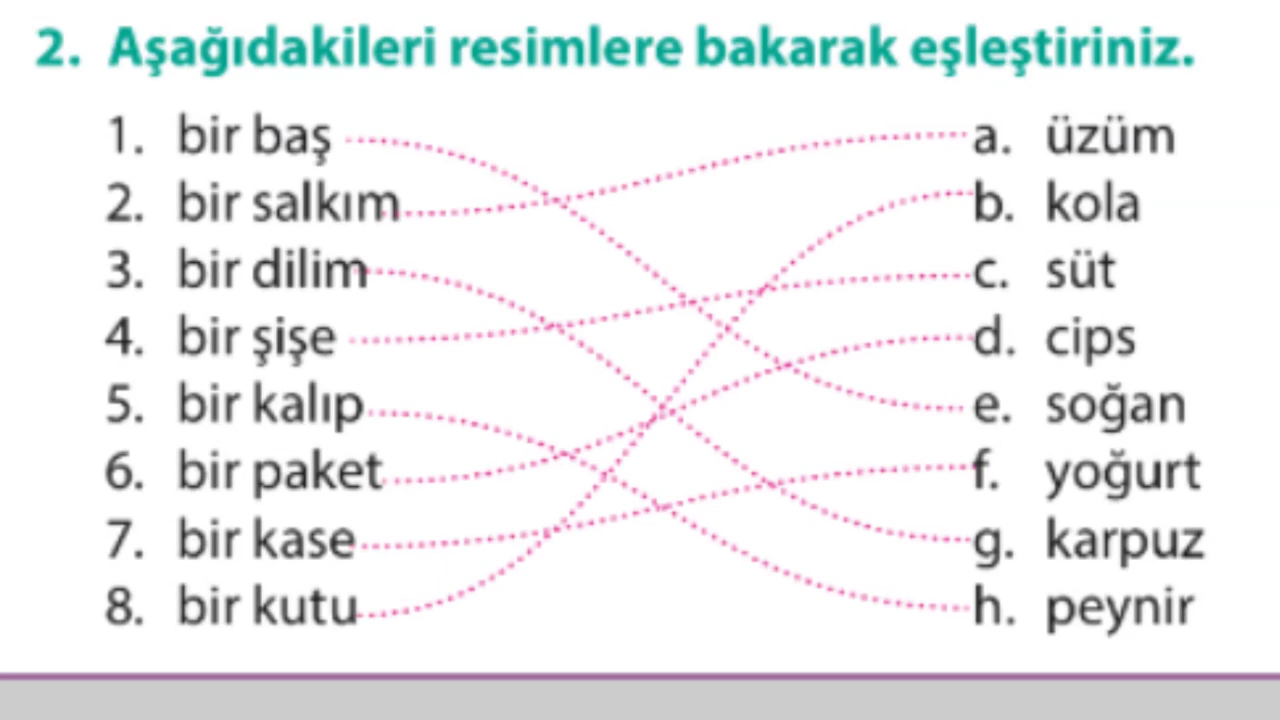 2. Aşağıdakileri resimlere bakarak eşleştiriniz.
1. bir baş a. üzüm
2. bir salkım b. kola
3. bir dilim c. süt
4. bir şişe d. cips
5. bir kalıp e. soğan
6. bir paket f. yoğurt
7. bir kase g. karpuz
8. bir kutu h. peynir